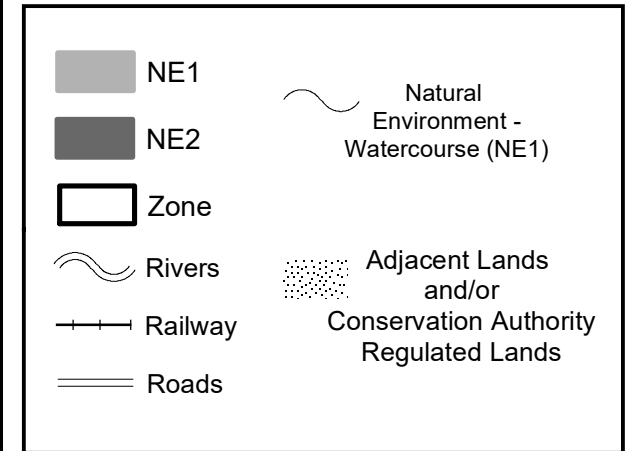 NE1
NE2
Zone
Rivers
Railway
Roads
Natural
Environment -
Watercourse (NE1)
Adjacent Lands
and/or
Conservation Authority
Regulated Lands